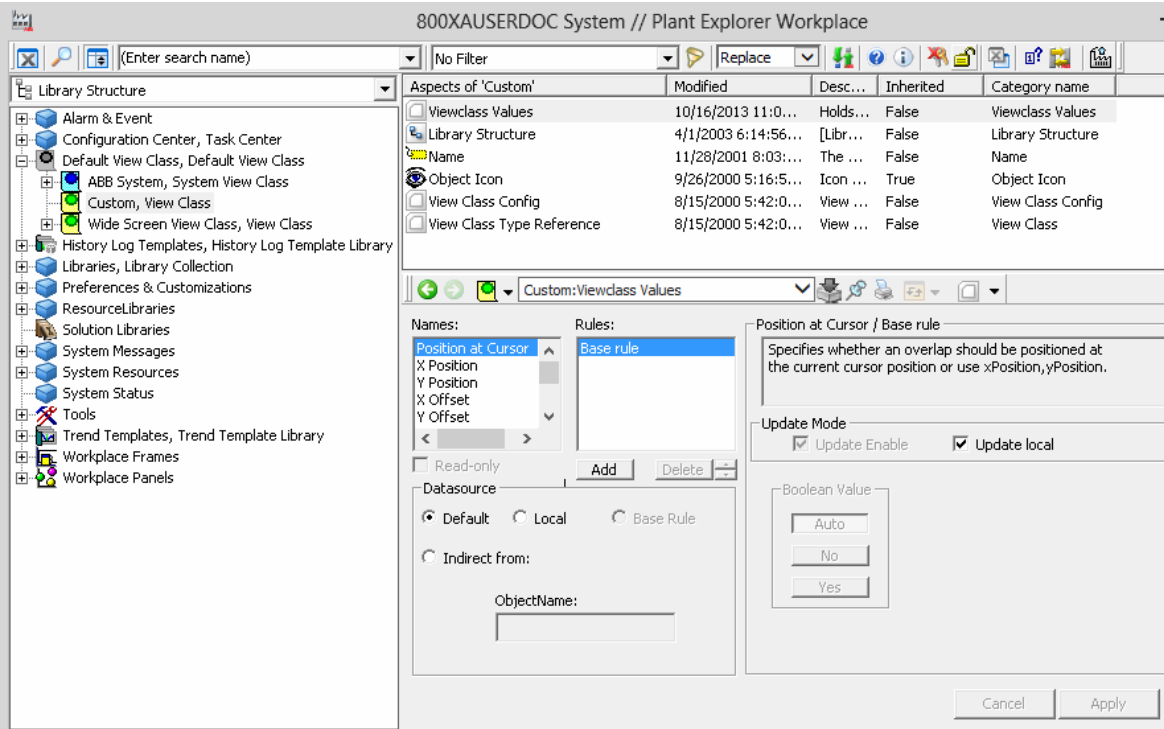 800XAUSERDOC System // Plant Explorer Workplace
(Enter search name)
No Filter
Replace
Library Structure
Alarm & Event
Configuration Center, Task Center
Default View Class, Default View Class
ABB System, System View Class
Custom, View Class
Wide Screen View Class, View Class
History Log Templates, History Log Template Library
Libraries, Library Collection
Preferences & Customizations
ResourceLibraries
Solution Libraries
System Messages
System Resources
System Status
Tools
Trend Templates, Trend Template Library
Workplace Frames
Workplace Panels
Aspects of 'Custom' Modified Desc... Inherited Category name
Viewclass Values 10/16/2013 11:0... Holds... False Viewclass Values
Library Structure 4/1/2003 6:14:56... [Libr... False Library Structure
Name 11/28/2001 8:03:... The ... False Name
Object Icon 9/26/2000 5:16:5... Icon ... True Object Icon
View Class Config 8/15/2000 5:42:0... View ... False View Class Config
View Class Type Reference 8/15/2000 5:42:0... View ... False View Class
Custom:Viewclass Values
Names:
Position at Cursor
X Position
Y Position
X Offset
Y Offset
Read-only
Rules:
Base rule
Add Delete
Datasource
Default Local Base Rule
Indirect from:
ObjectName:
Position at Cursor / Base rule
Specifies whether an overlap should be positioned at
the current cursor position or use xPosition,yPosition.
Update Mode
Update Enable Update local
Boolean Value
Auto
No
Yes
Cancel Apply